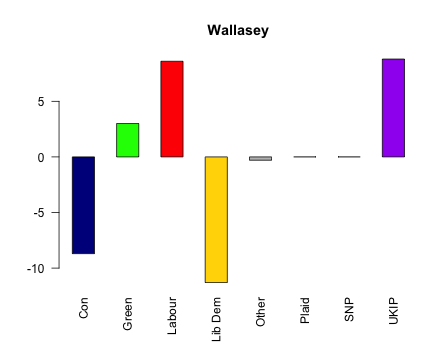 Wallasey
5
0
-5
-10
Con
Green
Labour
Lib Dem
Other
Plaid
SNP
UKIP